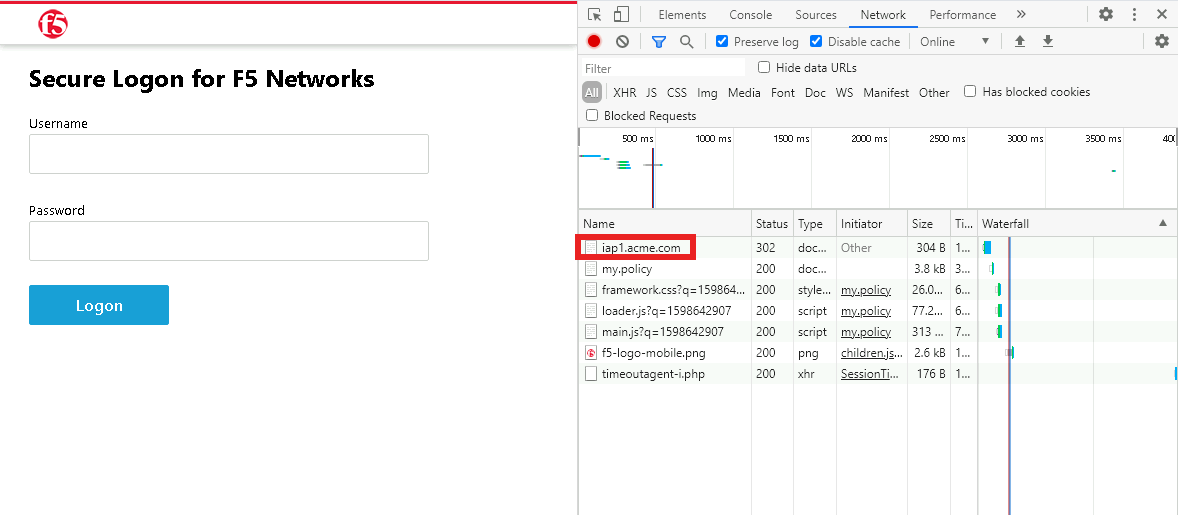 f5
Secure Logon for F5 Networks
Username
Password
Logon
Elements Console Sources Network Performance »
Preserve log Disable cache Online
Filter Hide data URLs
All XHR JS CSS Img Media Font Doc WS Manifest Other Has blocked cookies
Blocked Requests
500 ms 1000 ms 1500 ms 2000 ms 2500 ms 3000 ms 3500 ms 400
Name Status Type Initiator Size Ti... Waterfall
iap1.acme.com 302 doc... Other 304 B 1...
my.policy 200 doc... 3.8 kB 3...
framework.css?q=159864... 200 style... my.policy 26.0... 6...
loader.js?q=1598642907 200 script my.policy 77.2... 6...
main.js?q=1598642907 200 script my.policy 313 ... 7...
f5-logo-mobile.png 200 png children.js... 2.6 kB 1...
timeoutagent-i.php 200 xhr SessionTi... 176 B 1...